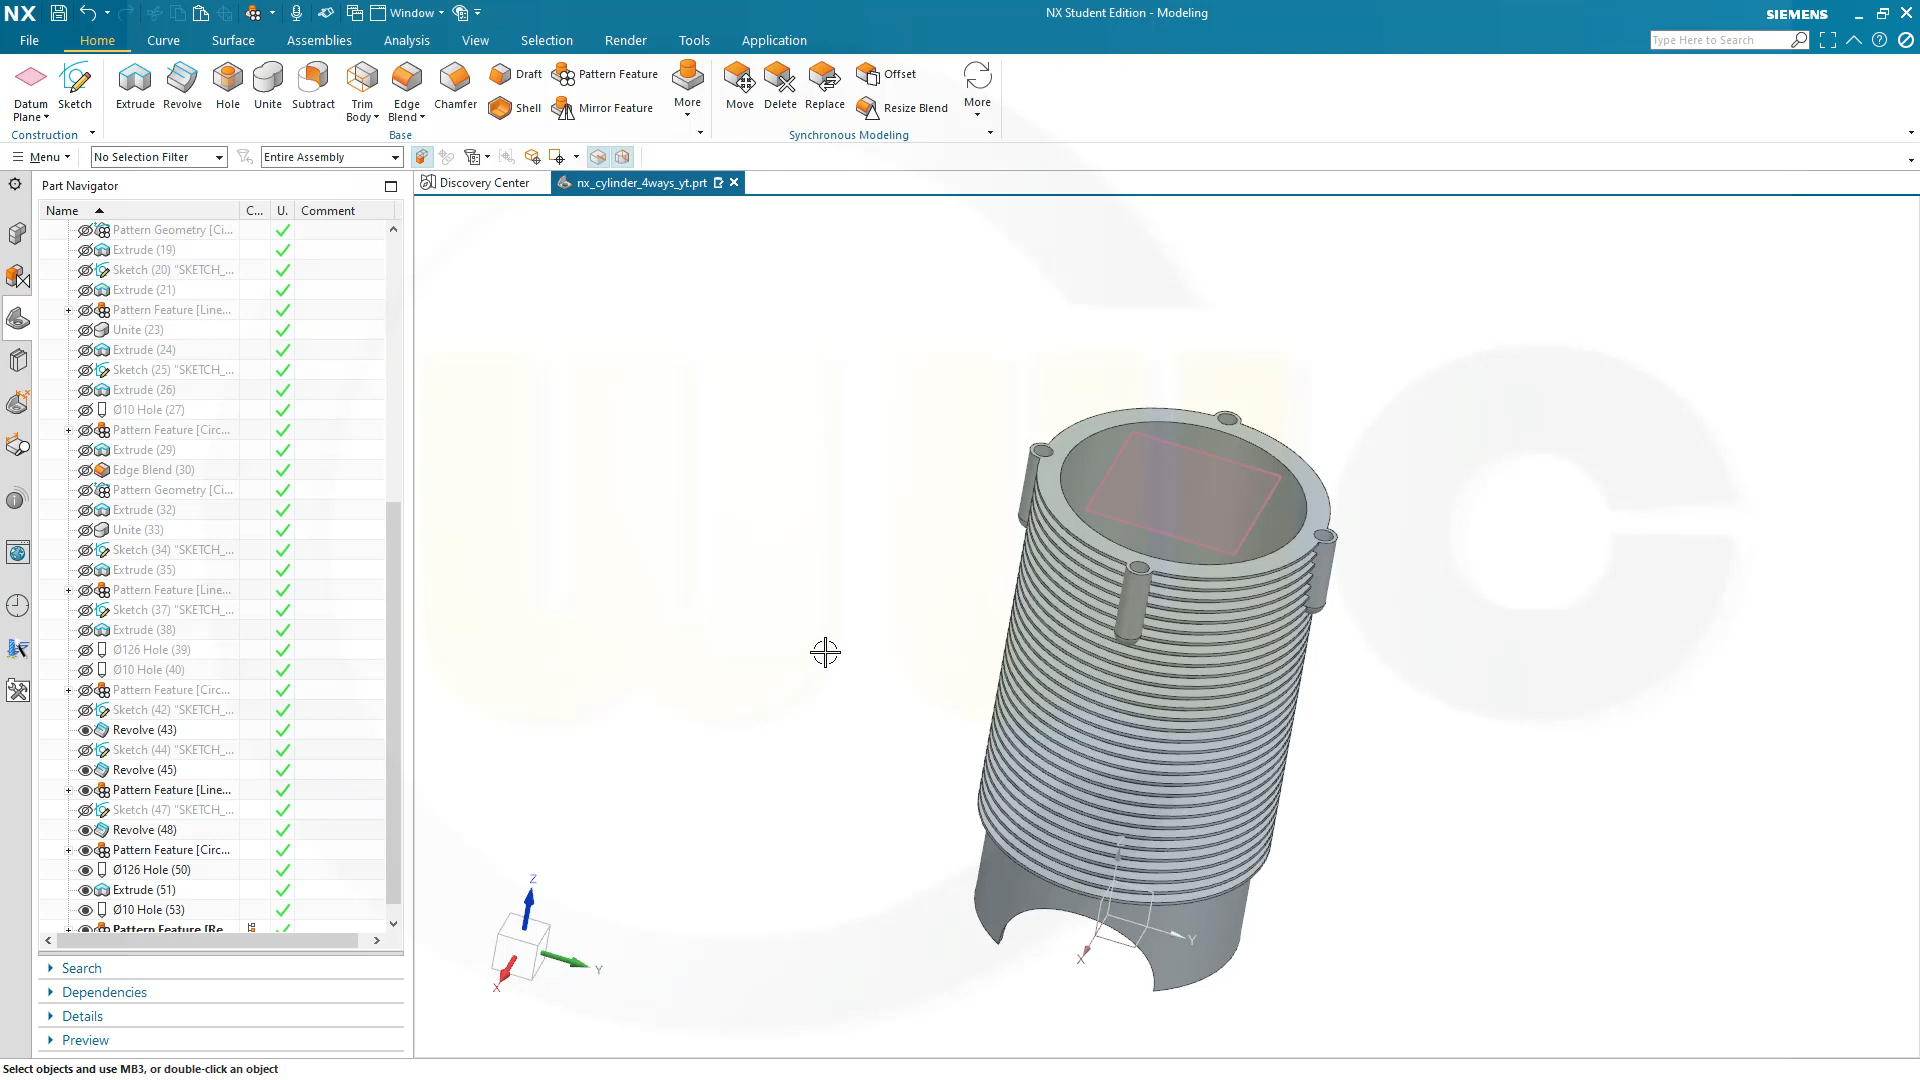 NX
Window
NX Student Edition - Modeling
SIEMENS
File Home Curve Surface Assemblies Analysis View Selection Render Tools Application
Type Here to Search
Datum Plane
Sketch
Extrude
Revolve
Hole
Unite
Subtract
Trim Body
Edge Blend
Chamfer
Draft
Shell
Pattern Feature
Mirror Feature
More
Move
Delete
Replace
Offset
Resize Blend
More
Construction
Base
Synchronous Modeling
Menu
No Selection Filter
Entire Assembly
Part Navigator
Discovery Center
nx_cylinder_4ways_yt.prt
Name C... U. Comment
Pattern Geometry [Ci...
Extrude (19)
Sketch (20) "SKETCH_...
Extrude (21)
Pattern Feature [Line...
Unite (23)
Extrude (24)
Sketch (25) "SKETCH_...
Extrude (26)
Ø10 Hole (27)
Pattern Feature [Circ...
Extrude (29)
Edge Blend (30)
Pattern Geometry [Ci...
Extrude (32)
Unite (33)
Sketch (34) "SKETCH_...
Extrude (35)
Pattern Feature [Line...
Sketch (37) "SKETCH_...
Extrude (38)
Ø126 Hole (39)
Ø10 Hole (40)
Pattern Feature [Circ...
Sketch (42) "SKETCH_...
Revolve (43)
Sketch (44) "SKETCH_...
Revolve (45)
Pattern Feature [Line...
Sketch (47) "SKETCH_...
Revolve (48)
Pattern Feature [Circ...
Ø126 Hole (50)
Extrude (51)
Ø10 Hole (53)
Pattern Feature [Re...
Search
Dependencies
Details
Preview
Z
Y
X
Y
X
Select objects and use MB3, or double-click an object